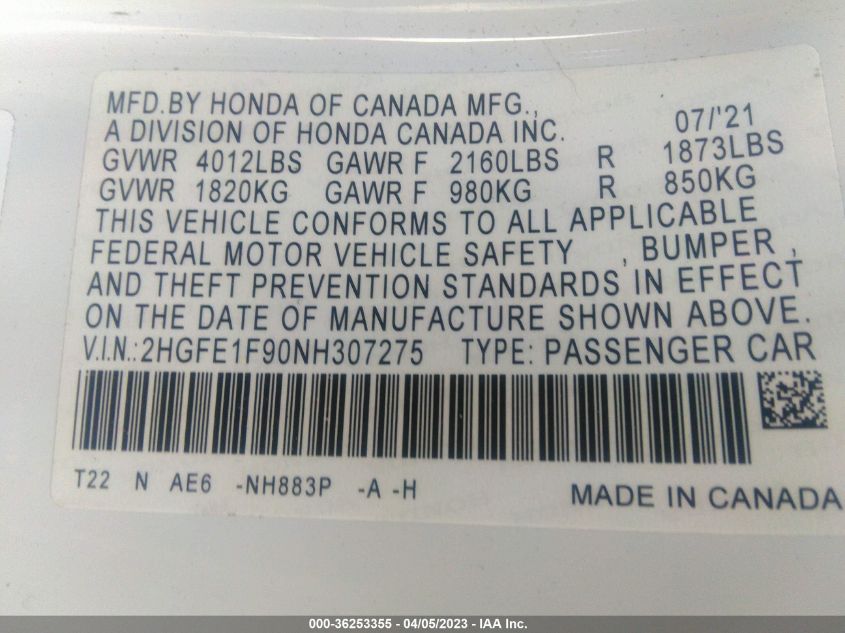 MFD.BY HONDA OF CANADA MFG.,
A DIVISION OF HONDA CANADA INC. 07/'21
GVWR 4012LBS GAWR F 2160LBS R 1873LBS
GVWR 1820KG GAWR F 980KG R 850KG
THIS VEHICLE CONFORMS TO ALL APPLICABLE
FEDERAL MOTOR VEHICLE SAFETY , BUMPER ,
AND THEFT PREVENTION STANDARDS IN EFFECT
ON THE DATE OF MANUFACTURE SHOWN ABOVE.
V.I.N.:2HGFE1F90NH307275 TYPE: PASSENGER CAR
T22 N AE6 -NH883P -A -H
MADE IN CANADA
000-36253355 - 04/05/2023 - IAA Inc.